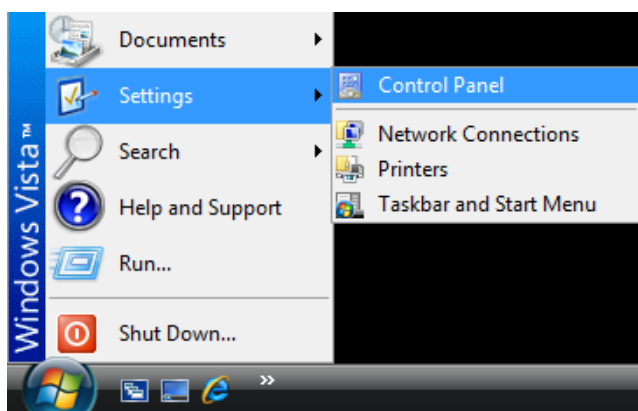 Documents
Settings
Control Panel
Network Connections
Search
Printers
Taskbar and Start Menu
Help and Support
Run...
Shut Down...
Windows Vista™
»